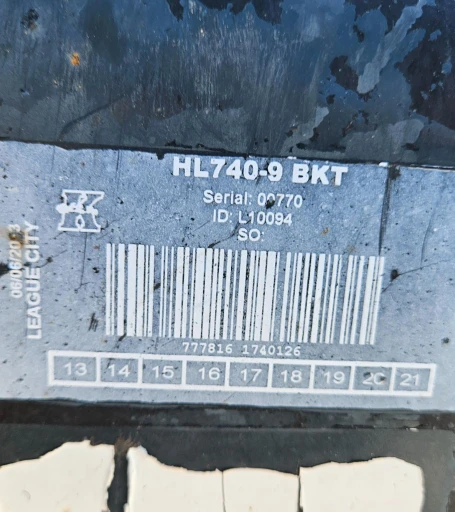 HL740-9 BKT
Serial: 00770
ID: L10094
SO:
LEAGUE CITY
777816 1740126
13 14 15 16 17 18 19 20 21